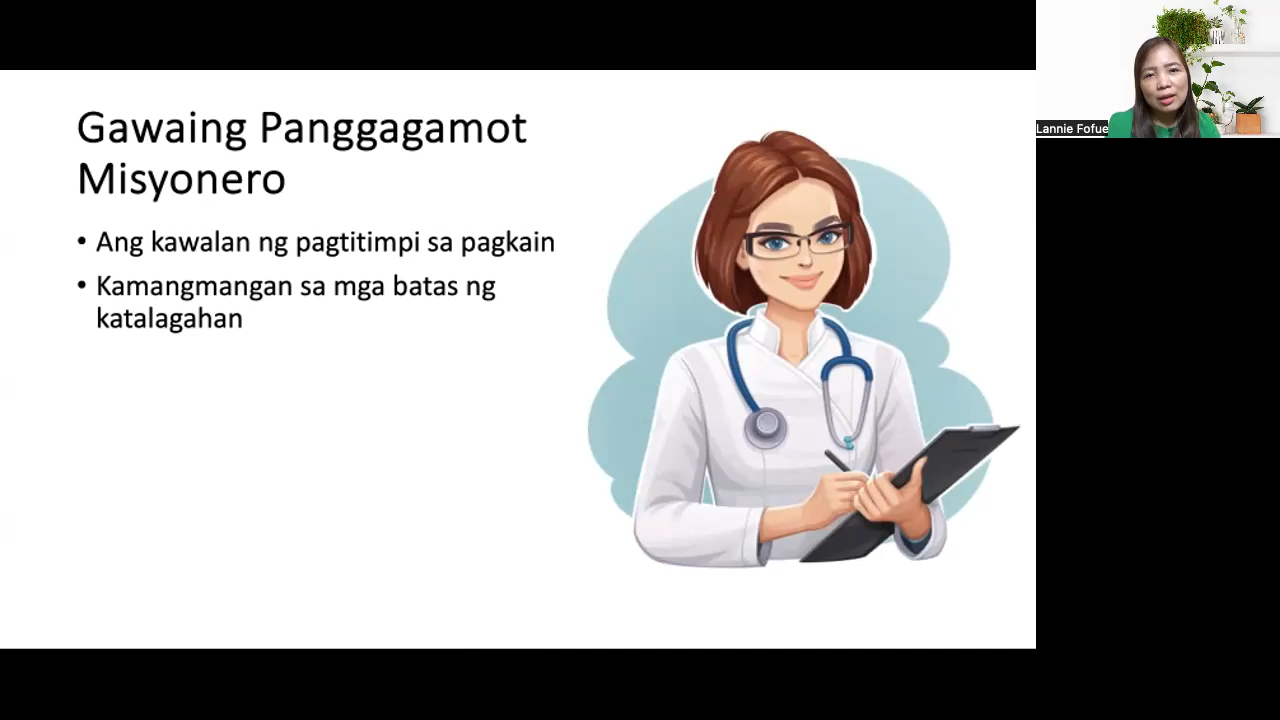 Gawaing Panggagamot
Misyonero
• Ang kawalan ng pagtitimpi sa pagkain
• Kamangmangan sa mga batas ng
katalagahan
Lannie Fofue